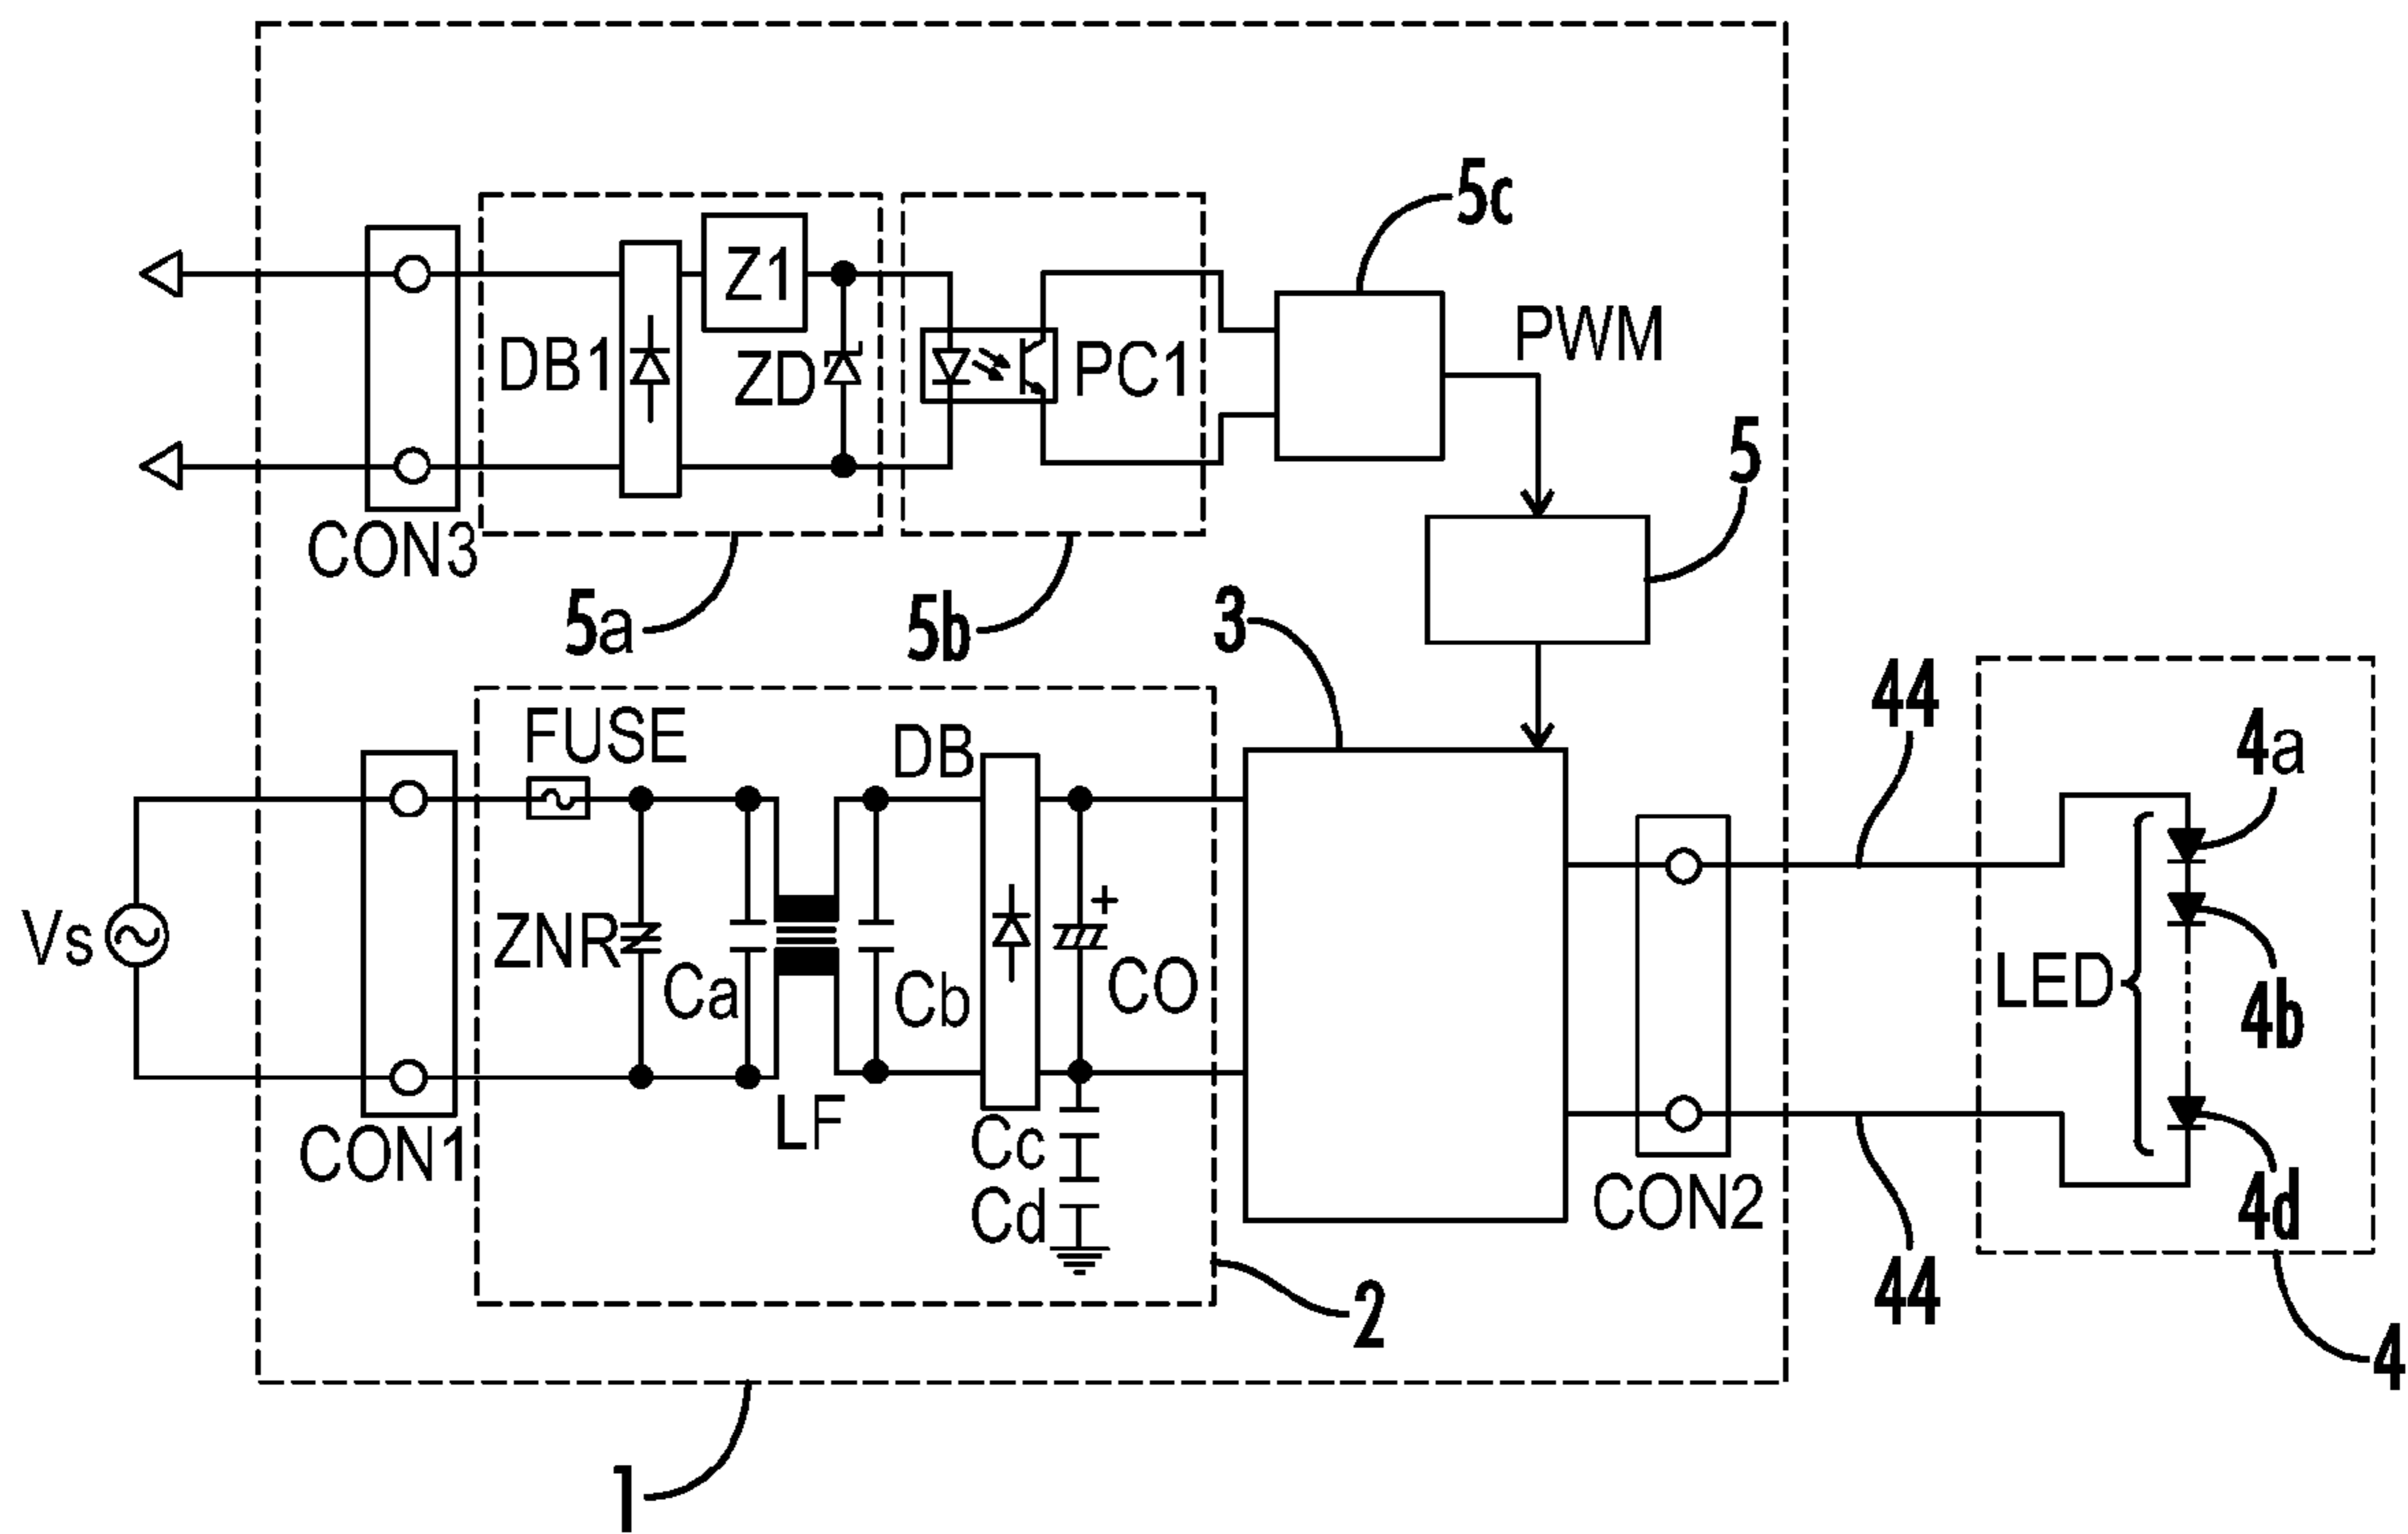 5c
Z1
PWM
DB1
ZD
PC1
5
CON3
5a
5b
3
44
FUSE
DB
4a
Vs
ZNR
Ca
Cb
+
CO
LED
4b
LF
CON1
Cc
Cd
CON2
4d
44
2
4
1